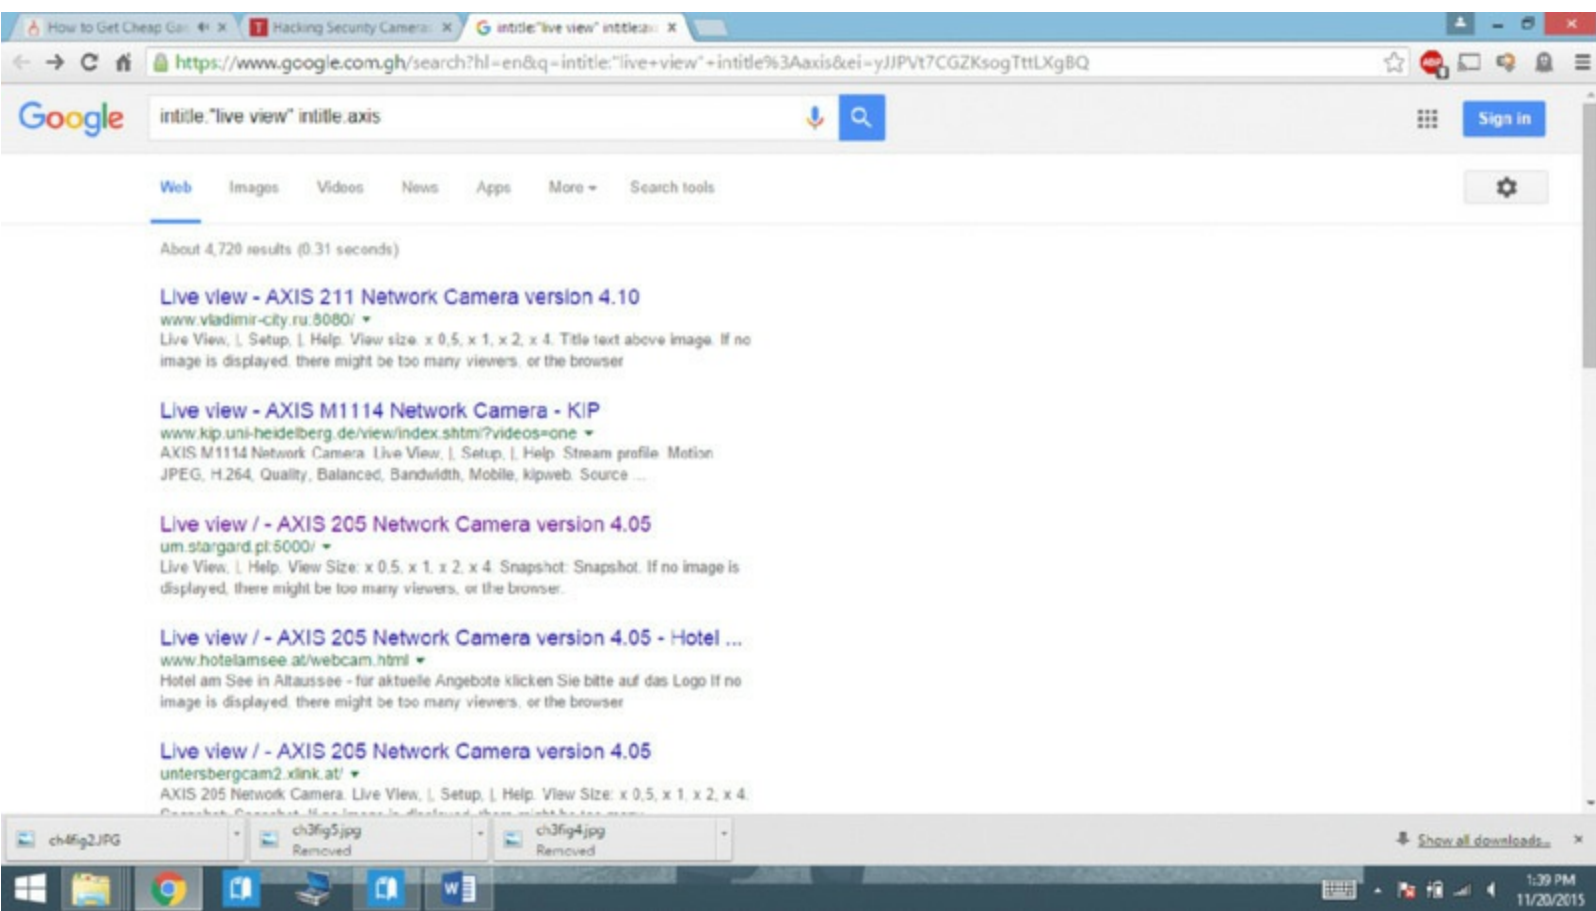 How to Get Cheap Gan
Hacking Security Cameras
intitle:"live view" intitle:ax
https://www.google.com.gh/search?hl=en&q=intitle:"live+view"+intitle%3Aaxis&ei=yJJPVt7CGZKsogTttLXgBQ
ABP
Google
intitle:"live view" intitle:axis
Sign in
Web Images Videos News Apps More Search tools
About 4,720 results (0.31 seconds)
Live view - AXIS 211 Network Camera version 4.10
www.vladimir-city.ru:8080/
Live View, |, Setup, |, Help. View size. x 0,5, x 1, x 2, x 4. Title text above image. If no
image is displayed, there might be too many viewers, or the browser
Live view - AXIS M1114 Network Camera - KIP
www.kip.uni-heidelberg.de/view/index.shtml?videos=one
AXIS M1114 Network Camera. Live View, |, Setup, |, Help. Stream profile. Motion
JPEG, H.264, Quality, Balanced, Bandwidth, Mobile, kipweb. Source ...
Live view / - AXIS 205 Network Camera version 4.05
um.stargard.pl:5000/
Live View, |, Help. View Size: x 0.5, x 1, x 2, x 4. Snapshot: Snapshot. If no image is
displayed, there might be too many viewers, or the browser.
Live view / - AXIS 205 Network Camera version 4.05 - Hotel ...
www.hotelamsee.at/webcam.html
Hotel am See in Altaussee - für aktuelle Angebote klicken Sie bitte auf das Logo If no
image is displayed, there might be too many viewers, or the browser
Live view / - AXIS 205 Network Camera version 4.05
untersbergcam2.xlink.at/
AXIS 205 Network Camera. Live View, |, Setup, |, Help. View Size: x 0,5, x 1, x 2, x 4.
ch4fig2.JPG
ch3fig5.jpg
Removed
ch3fig4.jpg
Removed
Show all downloads...
1:39 PM
11/20/2015